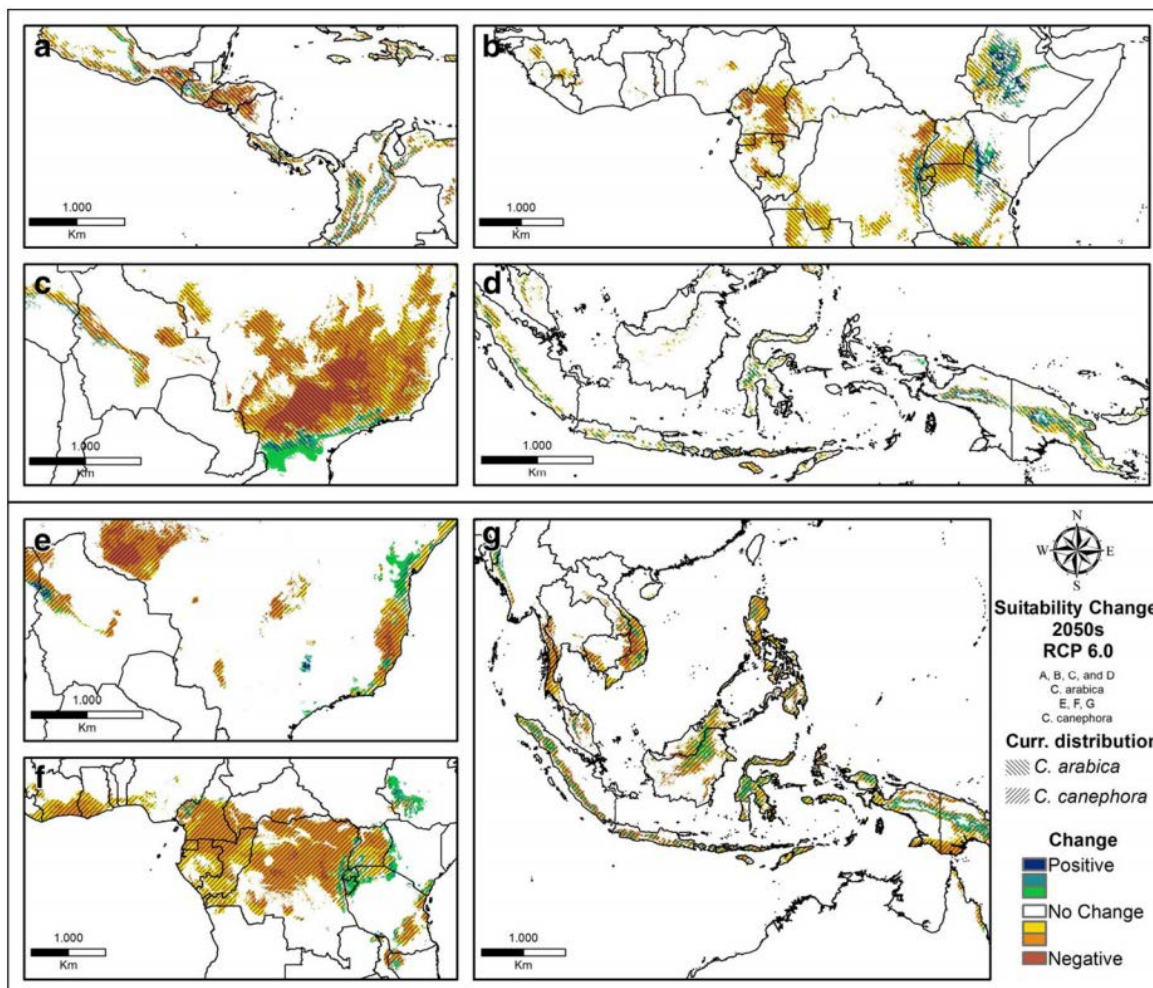 a
1.000
Km
b
1.000
Km
c
1.000
Km
d
1.000
Km
e
1.000
Km
f
1.000
Km
g
1.000
Km
N
W E
S
Suitability Change
2050s
RCP 6.0
A, B, C, and D
C. arabica
E, F, G
C. canephora
Curr. distribution
C. arabica
C. canephora
Change
Positive
No Change
Negative